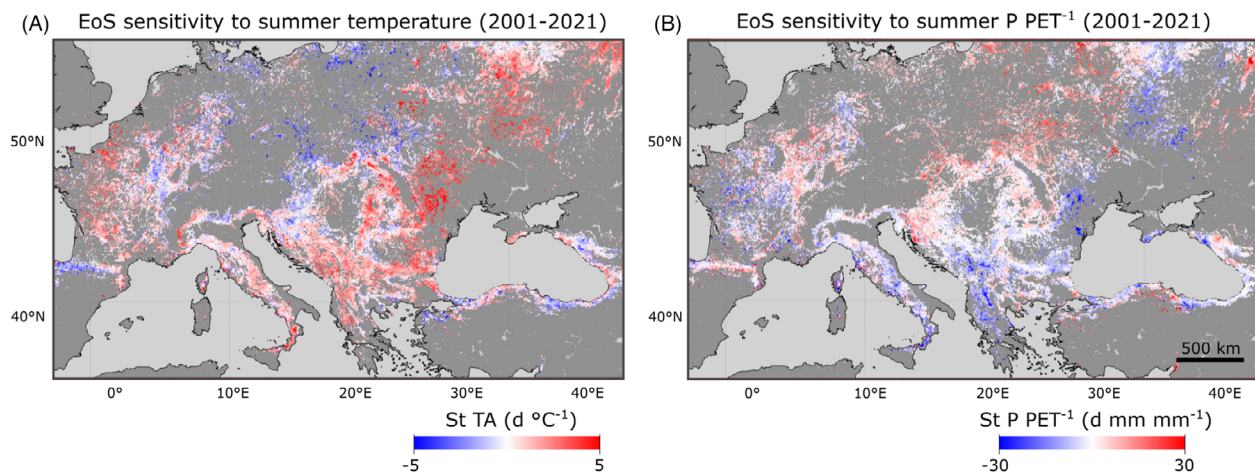 (A) EoS sensitivity to summer temperature (2001-2021)
50°N
40°N
0° 10°E 20°E 30°E 40°E
St TA (d °C⁻¹)
-5 5
(B) EoS sensitivity to summer P PET⁻¹ (2001-2021)
50°N
40°N
500 km
0° 10°E 20°E 30°E 40°E
St P PET⁻¹ (d mm mm⁻¹)
-30 30